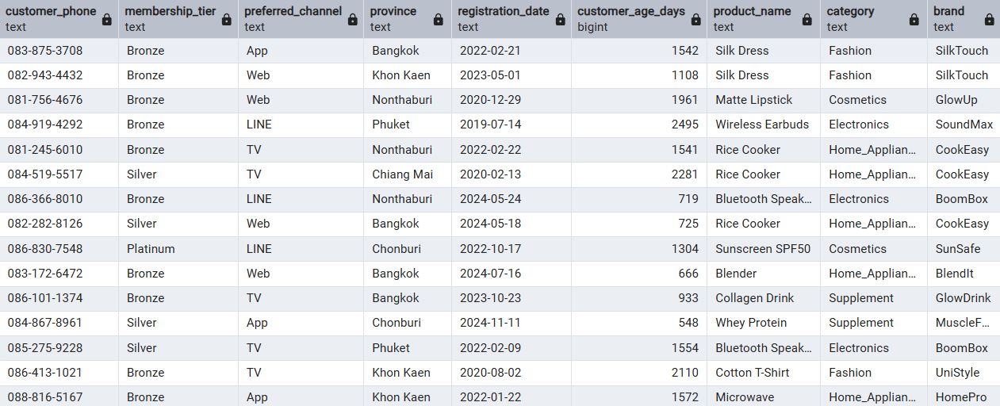 customer_phone membership_tier preferred_channel province registration_date customer_age_days product_name category brand
text text text text text bigint text text text
083-875-3708 Bronze App Bangkok 2022-02-21 1542 Silk Dress Fashion SilkTouch
082-943-4432 Bronze Web Khon Kaen 2023-05-01 1108 Silk Dress Fashion SilkTouch
081-756-4676 Bronze Web Nonthaburi 2020-12-29 1961 Matte Lipstick Cosmetics GlowUp
084-919-4292 Bronze LINE Phuket 2019-07-14 2495 Wireless Earbuds Electronics SoundMax
081-245-6010 Bronze TV Nonthaburi 2022-02-22 1541 Rice Cooker Home_Applian... CookEasy
084-519-5517 Silver TV Chiang Mai 2020-02-13 2281 Rice Cooker Home_Applian... CookEasy
086-366-8010 Bronze LINE Nonthaburi 2024-05-24 719 Bluetooth Speak... Electronics BoomBox
082-282-8126 Silver Web Bangkok 2024-05-18 725 Rice Cooker Home_Applian... CookEasy
086-830-7548 Platinum LINE Chonburi 2022-10-17 1304 Sunscreen SPF50 Cosmetics SunSafe
083-172-6472 Bronze Web Bangkok 2024-07-16 666 Blender Home_Applian... BlendIt
086-101-1374 Bronze TV Bangkok 2023-10-23 933 Collagen Drink Supplement GlowDrink
084-867-8961 Silver App Chonburi 2024-11-11 548 Whey Protein Supplement MuscleF...
085-275-9228 Silver TV Phuket 2022-02-09 1554 Bluetooth Speak... Electronics BoomBox
086-413-1021 Bronze TV Khon Kaen 2020-08-02 2110 Cotton T-Shirt Fashion UniStyle
088-816-5167 Bronze App Khon Kaen 2022-01-22 1572 Microwave Home_Applian... HomePro